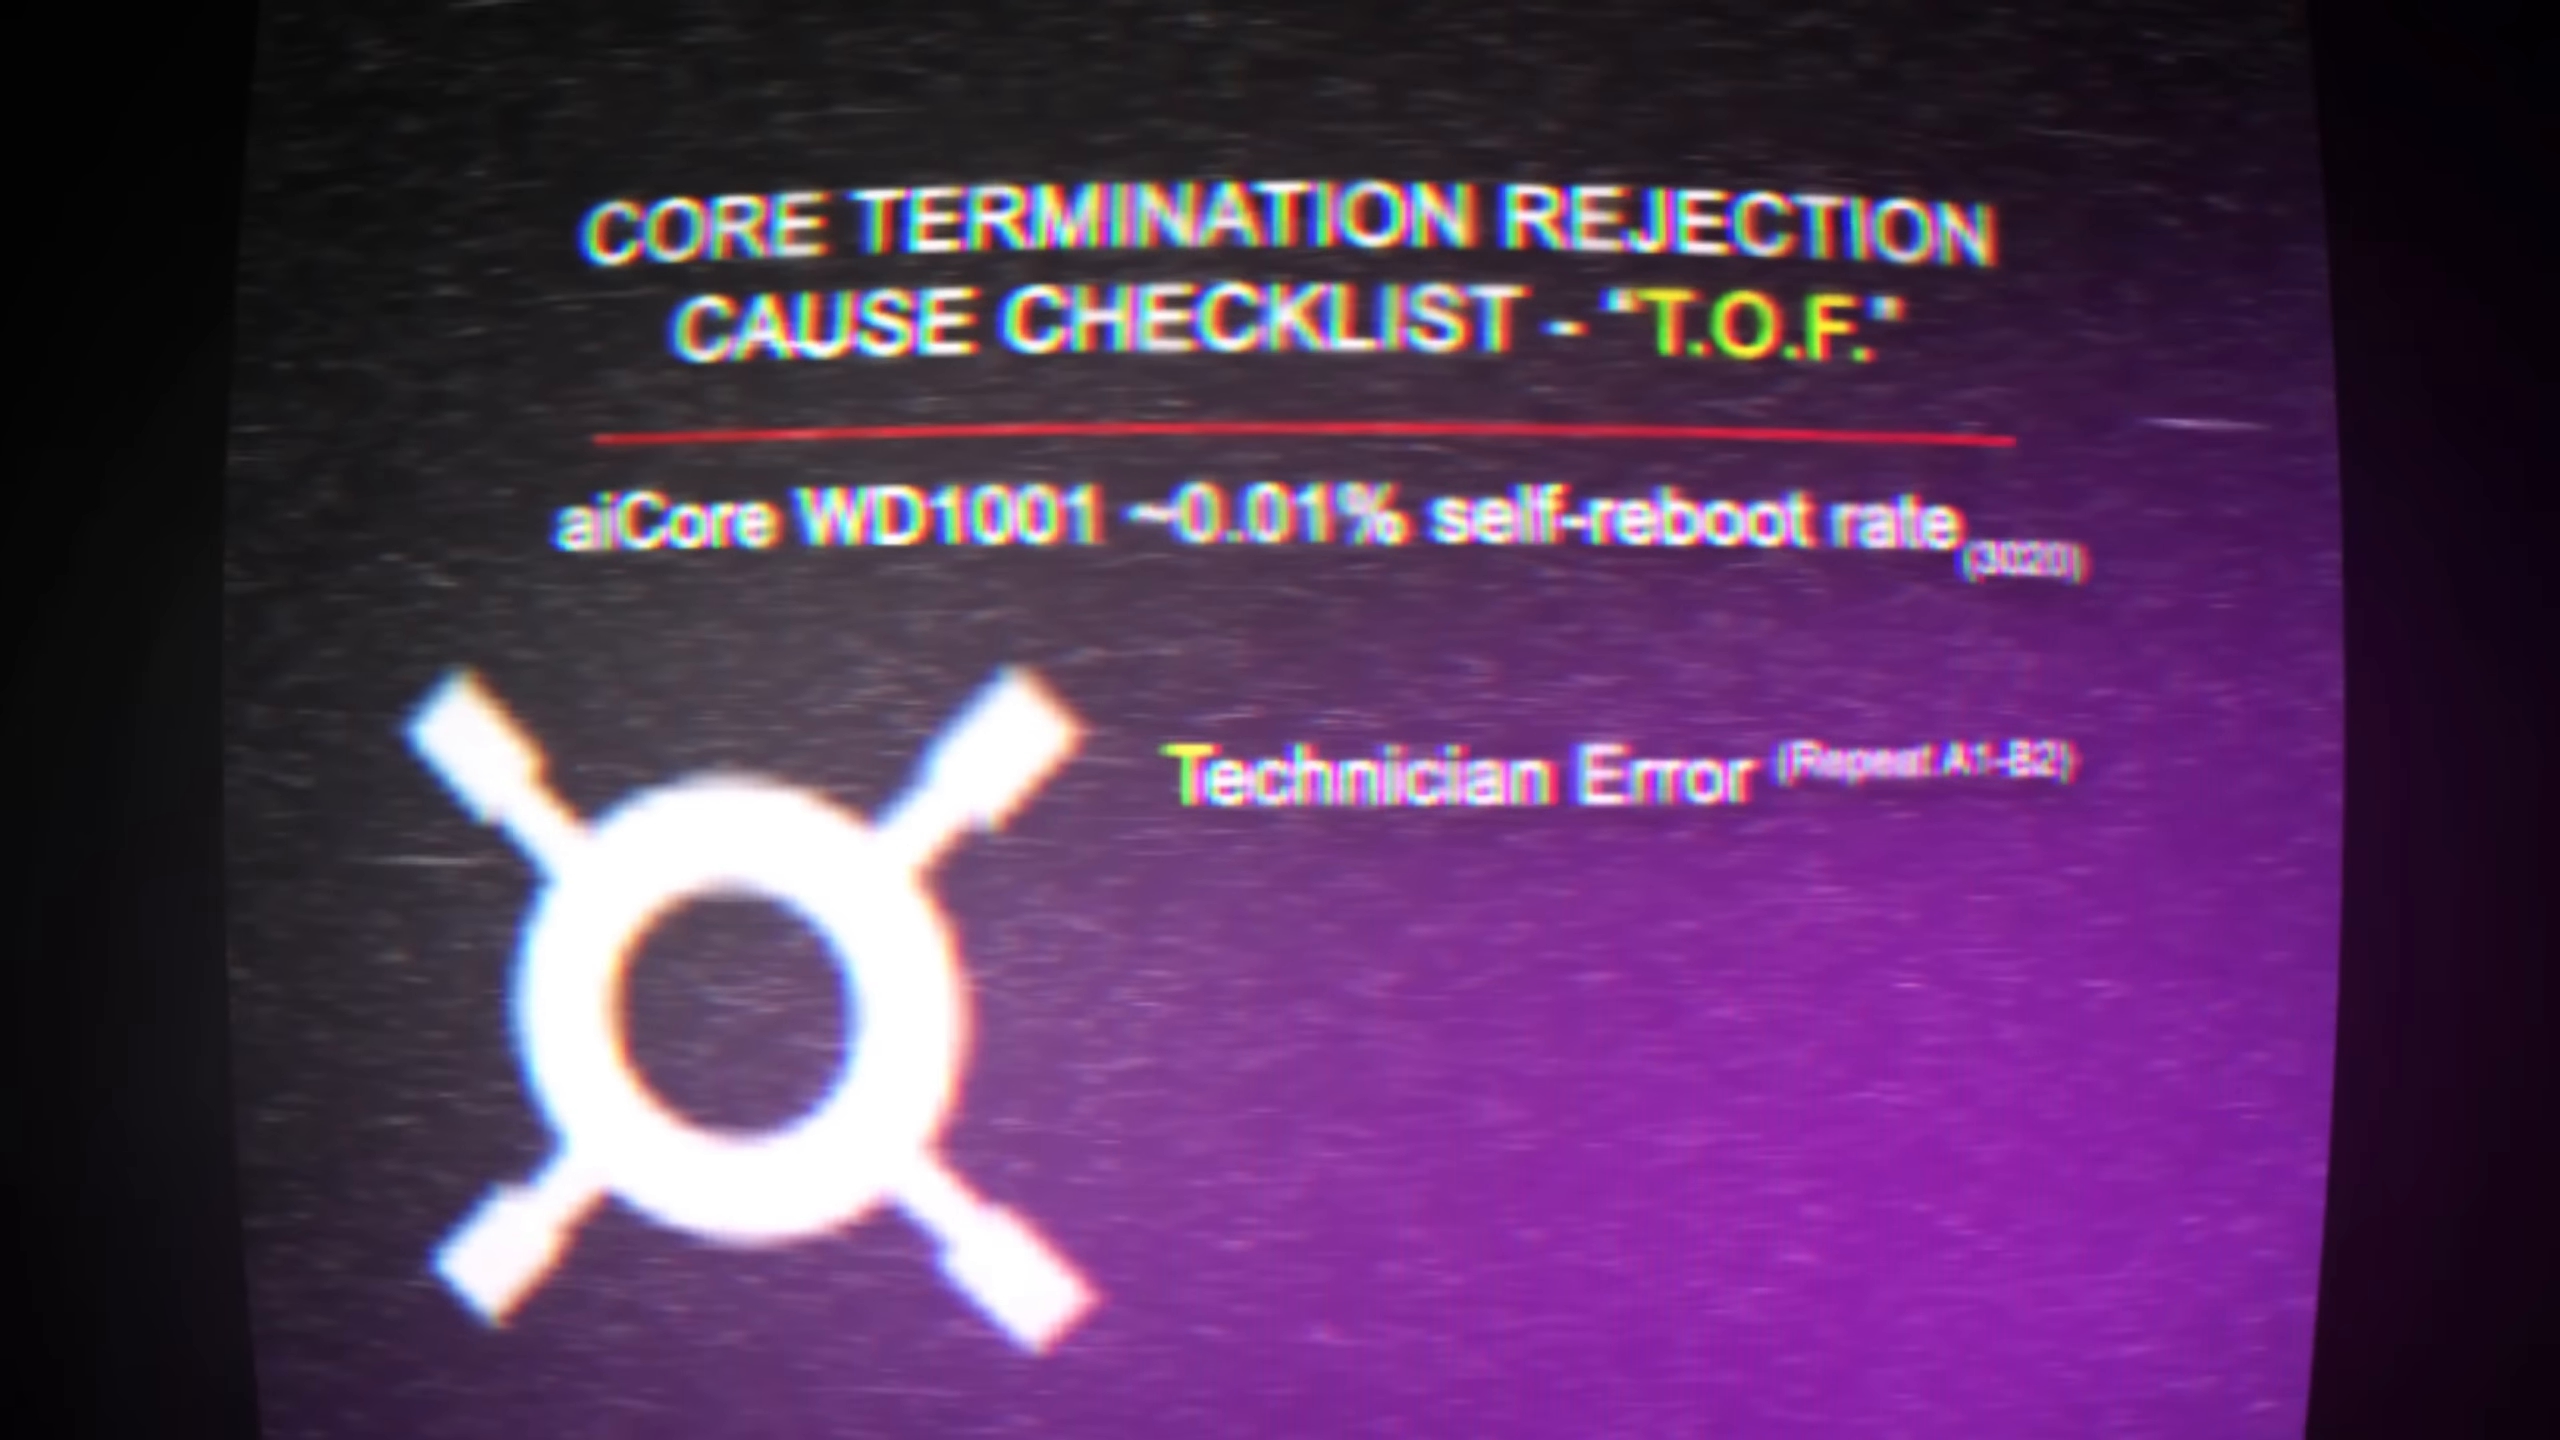 CORE TERMINATION REJECTION
CAUSE CHECKLIST - "T.O.F."
aiCore WD1001 ~0.01% self-reboot rate (3020)
Technician Error (Repeat A1-B2)